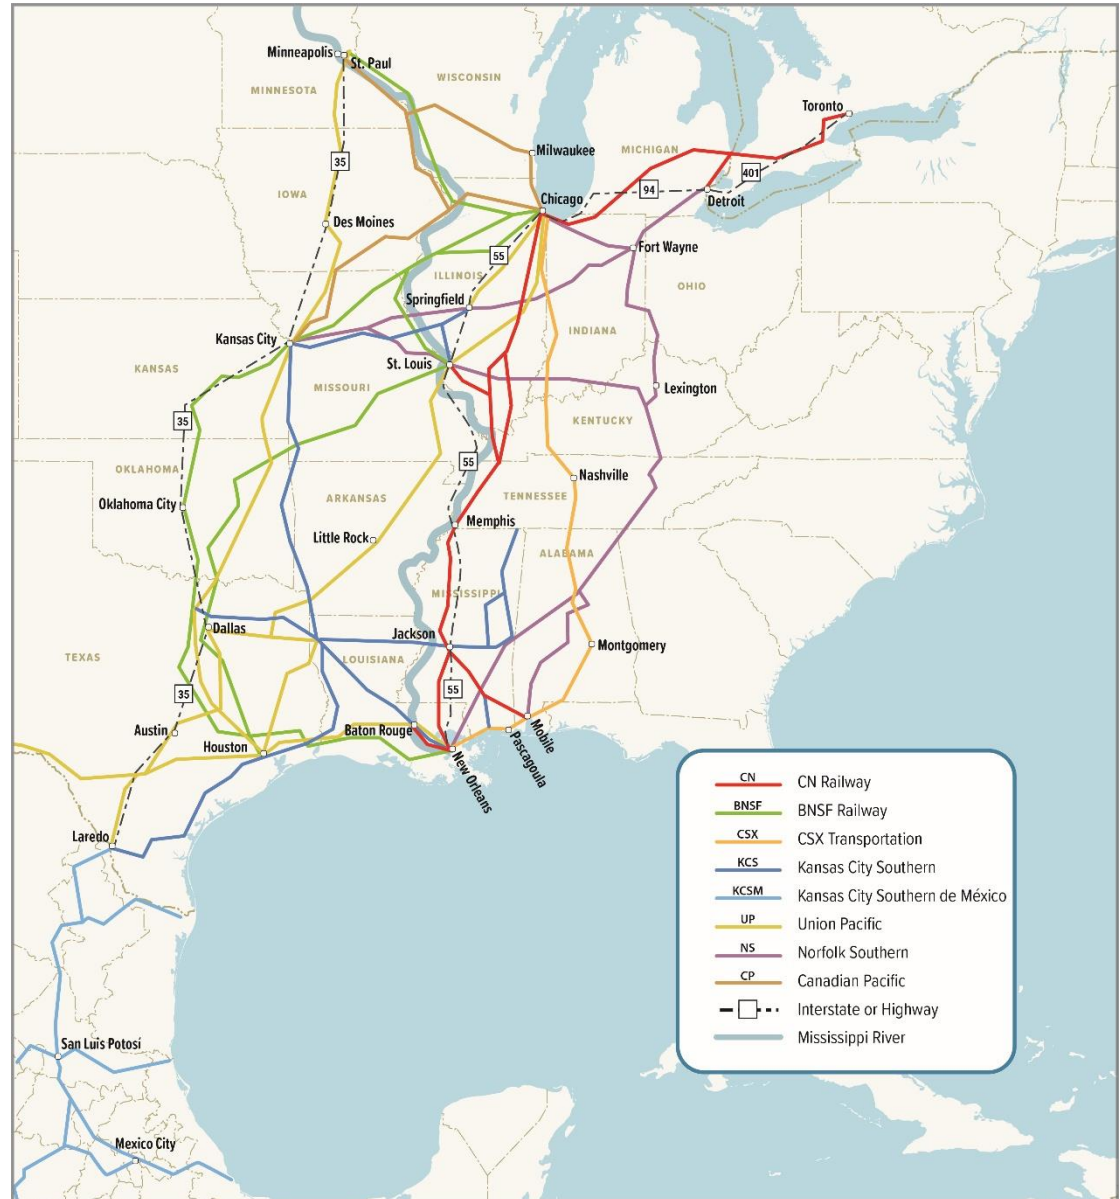 Minneapolis
St. Paul
WISCONSIN
MINNESOTA
Toronto
Milwaukee
MICHIGAN
35
401
94
IOWA
Chicago
Detroit
Des Moines
55
Fort Wayne
ILLINOIS
OHIO
Springfield
INDIANA
Kansas City
St. Louis
KANSAS
MISSOURI
Lexington
35
KENTUCKY
55
OKLAHOMA
Nashville
ARKANSAS
TENNESSEE
Oklahoma City
Memphis
Little Rock
ALABAMA
MISSISSIPPI
Dallas
Jackson
Montgomery
TEXAS
LOUISIANA
35
55
Austin
Baton Rouge
Mobile
Houston
Pascagoula
New Orleans
Laredo
CN CN Railway
BNSF BNSF Railway
CSX CSX Transportation
KCS Kansas City Southern
KCSM Kansas City Southern de México
UP Union Pacific
NS Norfolk Southern
CP Canadian Pacific
Interstate or Highway
Mississippi River
San Luis Potosí
Mexico City